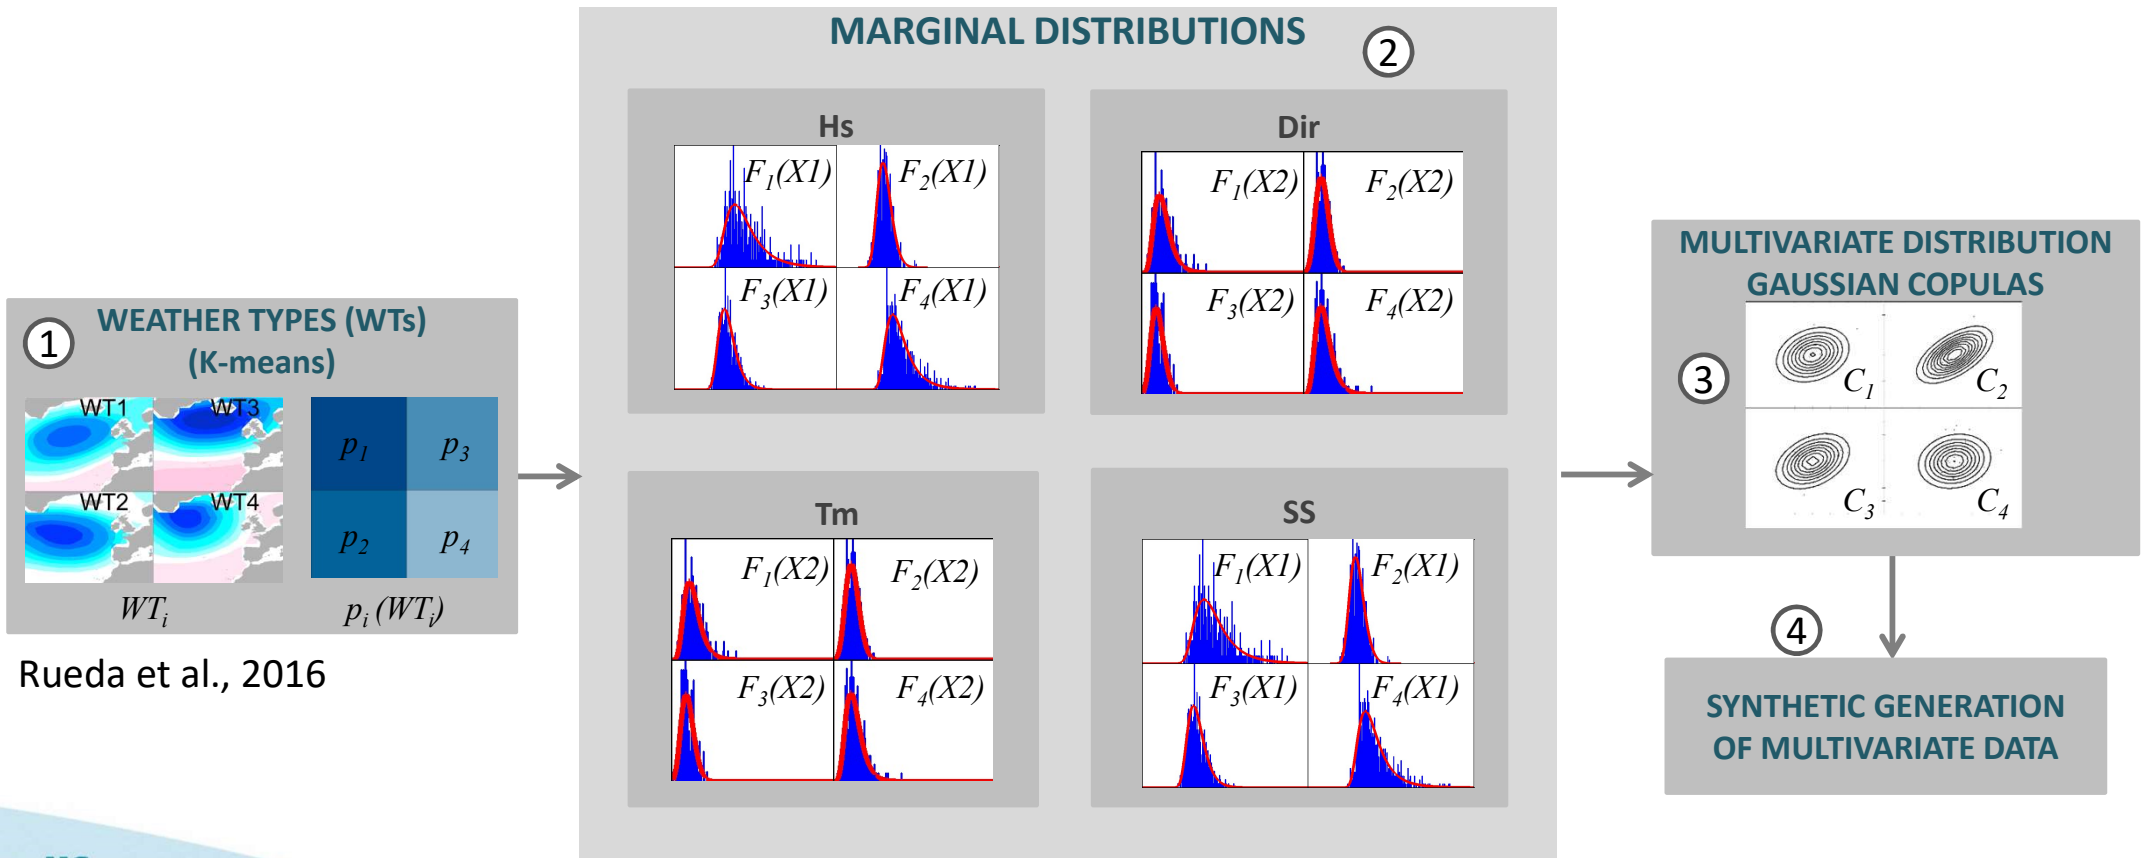 MARGINAL DISTRIBUTIONS
2
Hs
F1(X1)
F2(X1)
F3(X1)
F4(X1)
Dir
F1(X2)
F2(X2)
F3(X2)
F4(X2)
Tm
F1(X2)
F2(X2)
F3(X2)
F4(X2)
SS
F1(X1)
F2(X1)
F3(X1)
F4(X1)
1
WEATHER TYPES (WTs)
(K-means)
WT1
WT3
WT2
WT4
p1
p3
p2
p4
WTi
pi (WTi)
Rueda et al., 2016
MULTIVARIATE DISTRIBUTION
GAUSSIAN COPULAS
3
C1
C2
C3
C4
4
SYNTHETIC GENERATION
OF MULTIVARIATE DATA